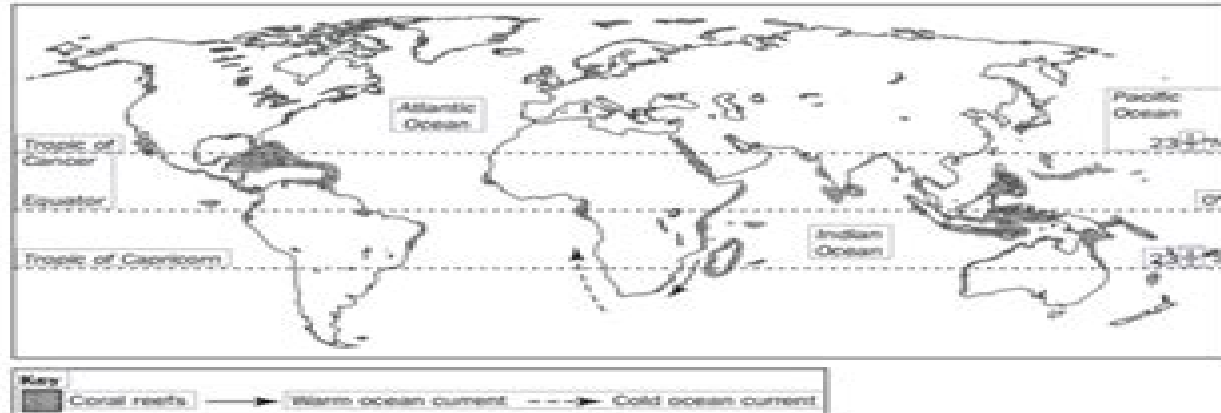 Atlantic
Ocean
Pacific
Ocean
Tropic of
Cancer
Equator
Indian
Ocean
Tropic of Capricorn
Key
Coral reefs
Warm ocean current
Cold ocean current